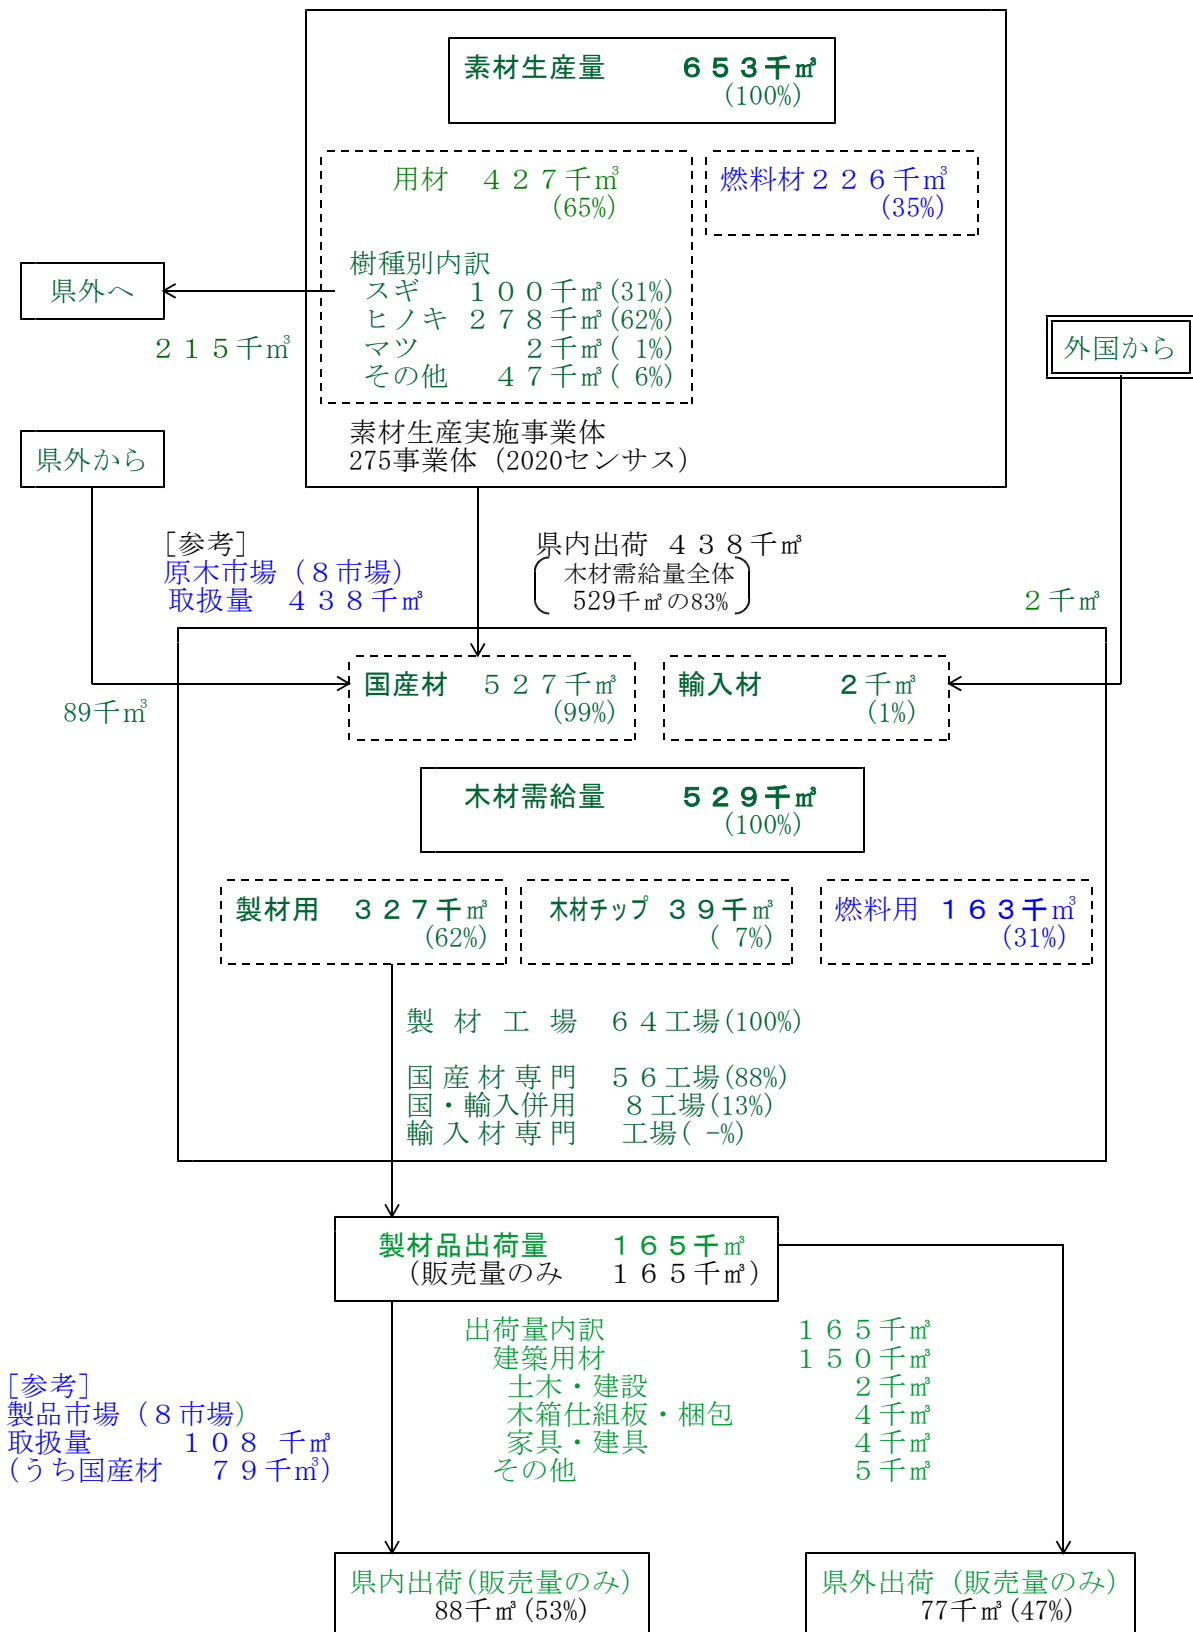 素材生産量　６５３千㎥
(100%)
用材　４２７千㎥
(65%)
燃料材２２６千㎥
(35%)
樹種別内訳
スギ　１００千㎥(31%)
ヒノキ　２７８千㎥(62%)
マツ　２千㎥( 1%)
その他　４７千㎥( 6%)
素材生産実施事業体
275事業体（2020センサス）
県外へ
２１５千㎥
外国から
県外から
[参考]
原木市場（８市場）
取扱量　４３８千㎥
県内出荷 ４３８千㎥
木材需給量全体
529千㎥の83%
２千㎥
89千㎥
国産材　５２７千㎥
(99%)
輸入材　２千㎥
(1%)
木材需給量　５２９千㎥
(100%)
製材用　３２７千㎥
(62%)
木材チップ ３９千㎥
( 7%)
燃料用 １６３千㎥
(31%)
製 材 工 場　６４工場(100%)
国 産 材 専 門　５６工場(88%)
国・輸入併用　８工場(13%)
輸 入 材 専 門　工場( -%)
製材品出荷量　１６５千㎥
（販売量のみ　１６５千㎥）
出荷量内訳　１６５千㎥
建築用材　１５０千㎥
土木・建設　２千㎥
木箱仕組板・梱包　４千㎥
家具・建具　４千㎥
その他　５千㎥
[参考]
製品市場（８市場）
取扱量　１０８ 千㎥
(うち国産材　７９千㎥)
県内出荷(販売量のみ)
88千㎥(53%)
県外出荷（販売量のみ）
77千㎥(47%)